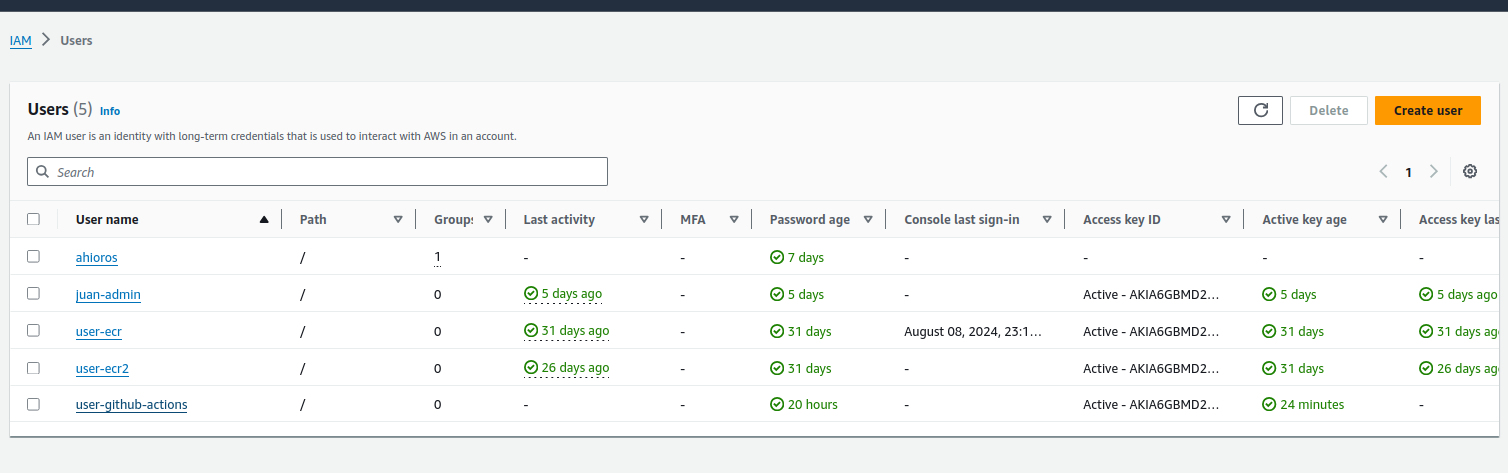 IAM > Users
Users (5) Info
Delete
Create user
An IAM user is an identity with long-term credentials that is used to interact with AWS in an account.
Search
1
User name Path Groups Last activity MFA Password age Console last sign-in Access key ID Active key age Access key las
ahioros / 1 - - 7 days - - - -
juan-admin / 0 5 days ago - 5 days - Active - AKIA6GBMD2... 5 days 5 days ago
user-ecr / 0 31 days ago - 31 days August 08, 2024, 23:1... Active - AKIA6GBMD2... 31 days 31 days ag
user-ecr2 / 0 26 days ago - 31 days - Active - AKIA6GBMD2... 31 days 26 days ag
user-github-actions / 0 - - 20 hours - Active - AKIA6GBMD2... 24 minutes -